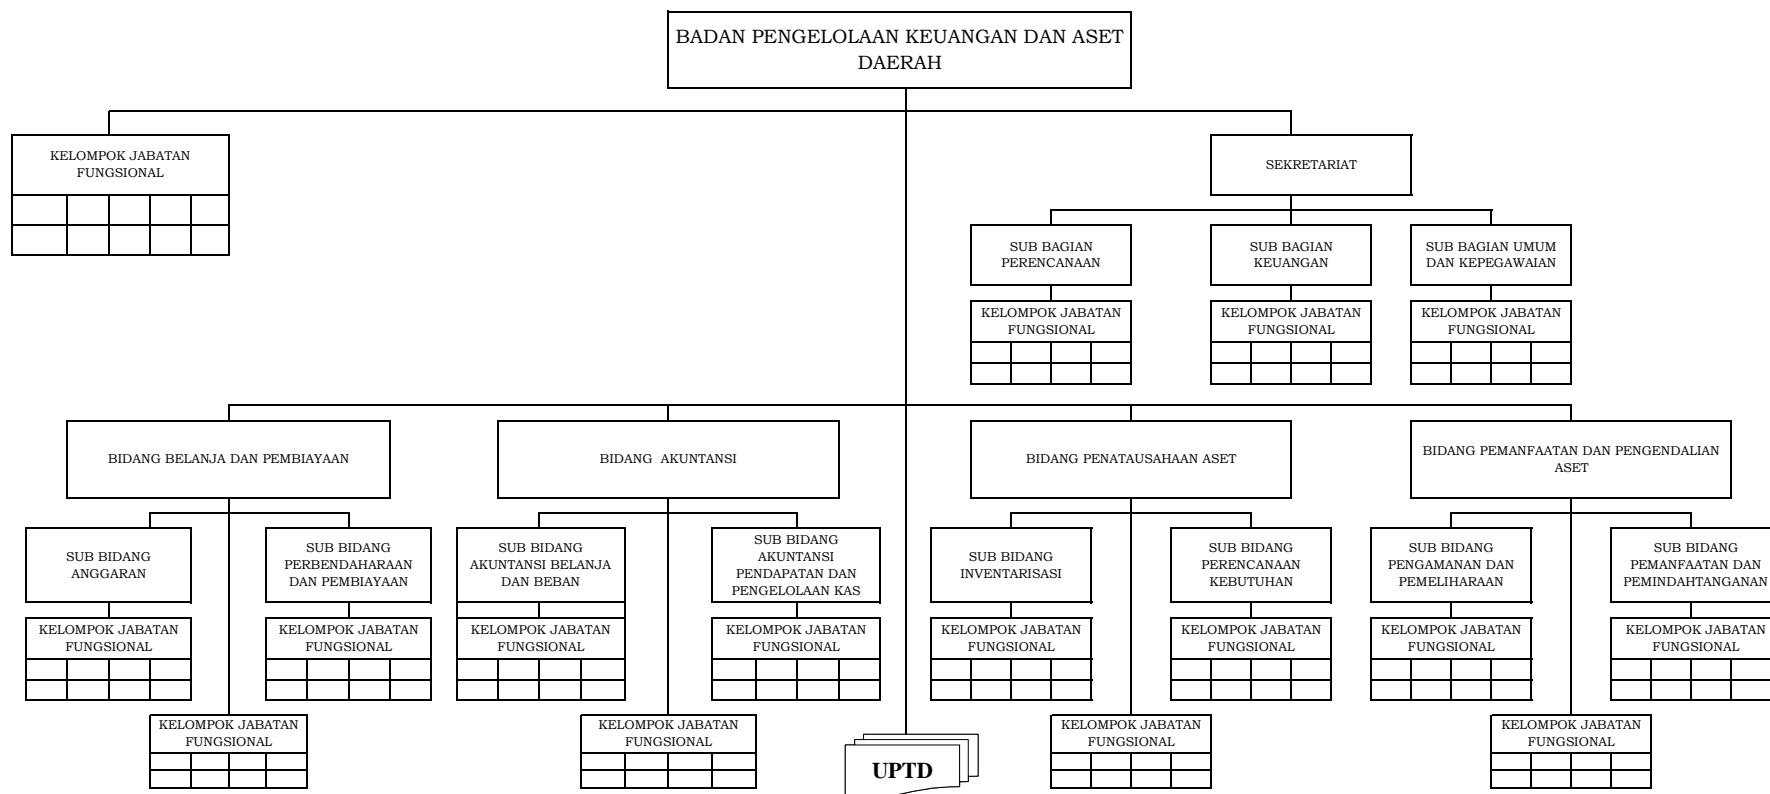 BADAN PENGELOLAAN KEUANGAN DAN ASET
DAERAH
KELOMPOK JABATAN
FUNGSIONAL
SEKRETARIAT
SUB BAGIAN
PERENCANAAN
SUB BAGIAN
KEUANGAN
SUB BAGIAN UMUM
DAN KEPEGAWAIAN
KELOMPOK JABATAN
FUNGSIONAL
KELOMPOK JABATAN
FUNGSIONAL
KELOMPOK JABATAN
FUNGSIONAL
BIDANG BELANJA DAN PEMBIAYAAN
BIDANG AKUNTANSI
BIDANG PENATAUSAHAAN ASET
BIDANG PEMANFAATAN DAN PENGENDALIAN
ASET
SUB BIDANG
ANGGARAN
SUB BIDANG
PERBENDAHARAAN
DAN PEMBIAYAAN
SUB BIDANG
AKUNTANSI BELANJA
DAN BEBAN
SUB BIDANG
AKUNTANSI
PENDAPATAN DAN
PENGELOLAAN KAS
SUB BIDANG
INVENTARISASI
SUB BIDANG
PERENCANAAN
KEBUTUHAN
SUB BIDANG
PENGAMANAN DAN
PEMELIHARAAN
SUB BIDANG
PEMANFAATAN DAN
PEMINDAHTANGANAN
KELOMPOK JABATAN
FUNGSIONAL
KELOMPOK JABATAN
FUNGSIONAL
KELOMPOK JABATAN
FUNGSIONAL
KELOMPOK JABATAN
FUNGSIONAL
KELOMPOK JABATAN
FUNGSIONAL
KELOMPOK JABATAN
FUNGSIONAL
KELOMPOK JABATAN
FUNGSIONAL
KELOMPOK JABATAN
FUNGSIONAL
KELOMPOK JABATAN
FUNGSIONAL
KELOMPOK JABATAN
FUNGSIONAL
UPTD
KELOMPOK JABATAN
FUNGSIONAL
KELOMPOK JABATAN
FUNGSIONAL